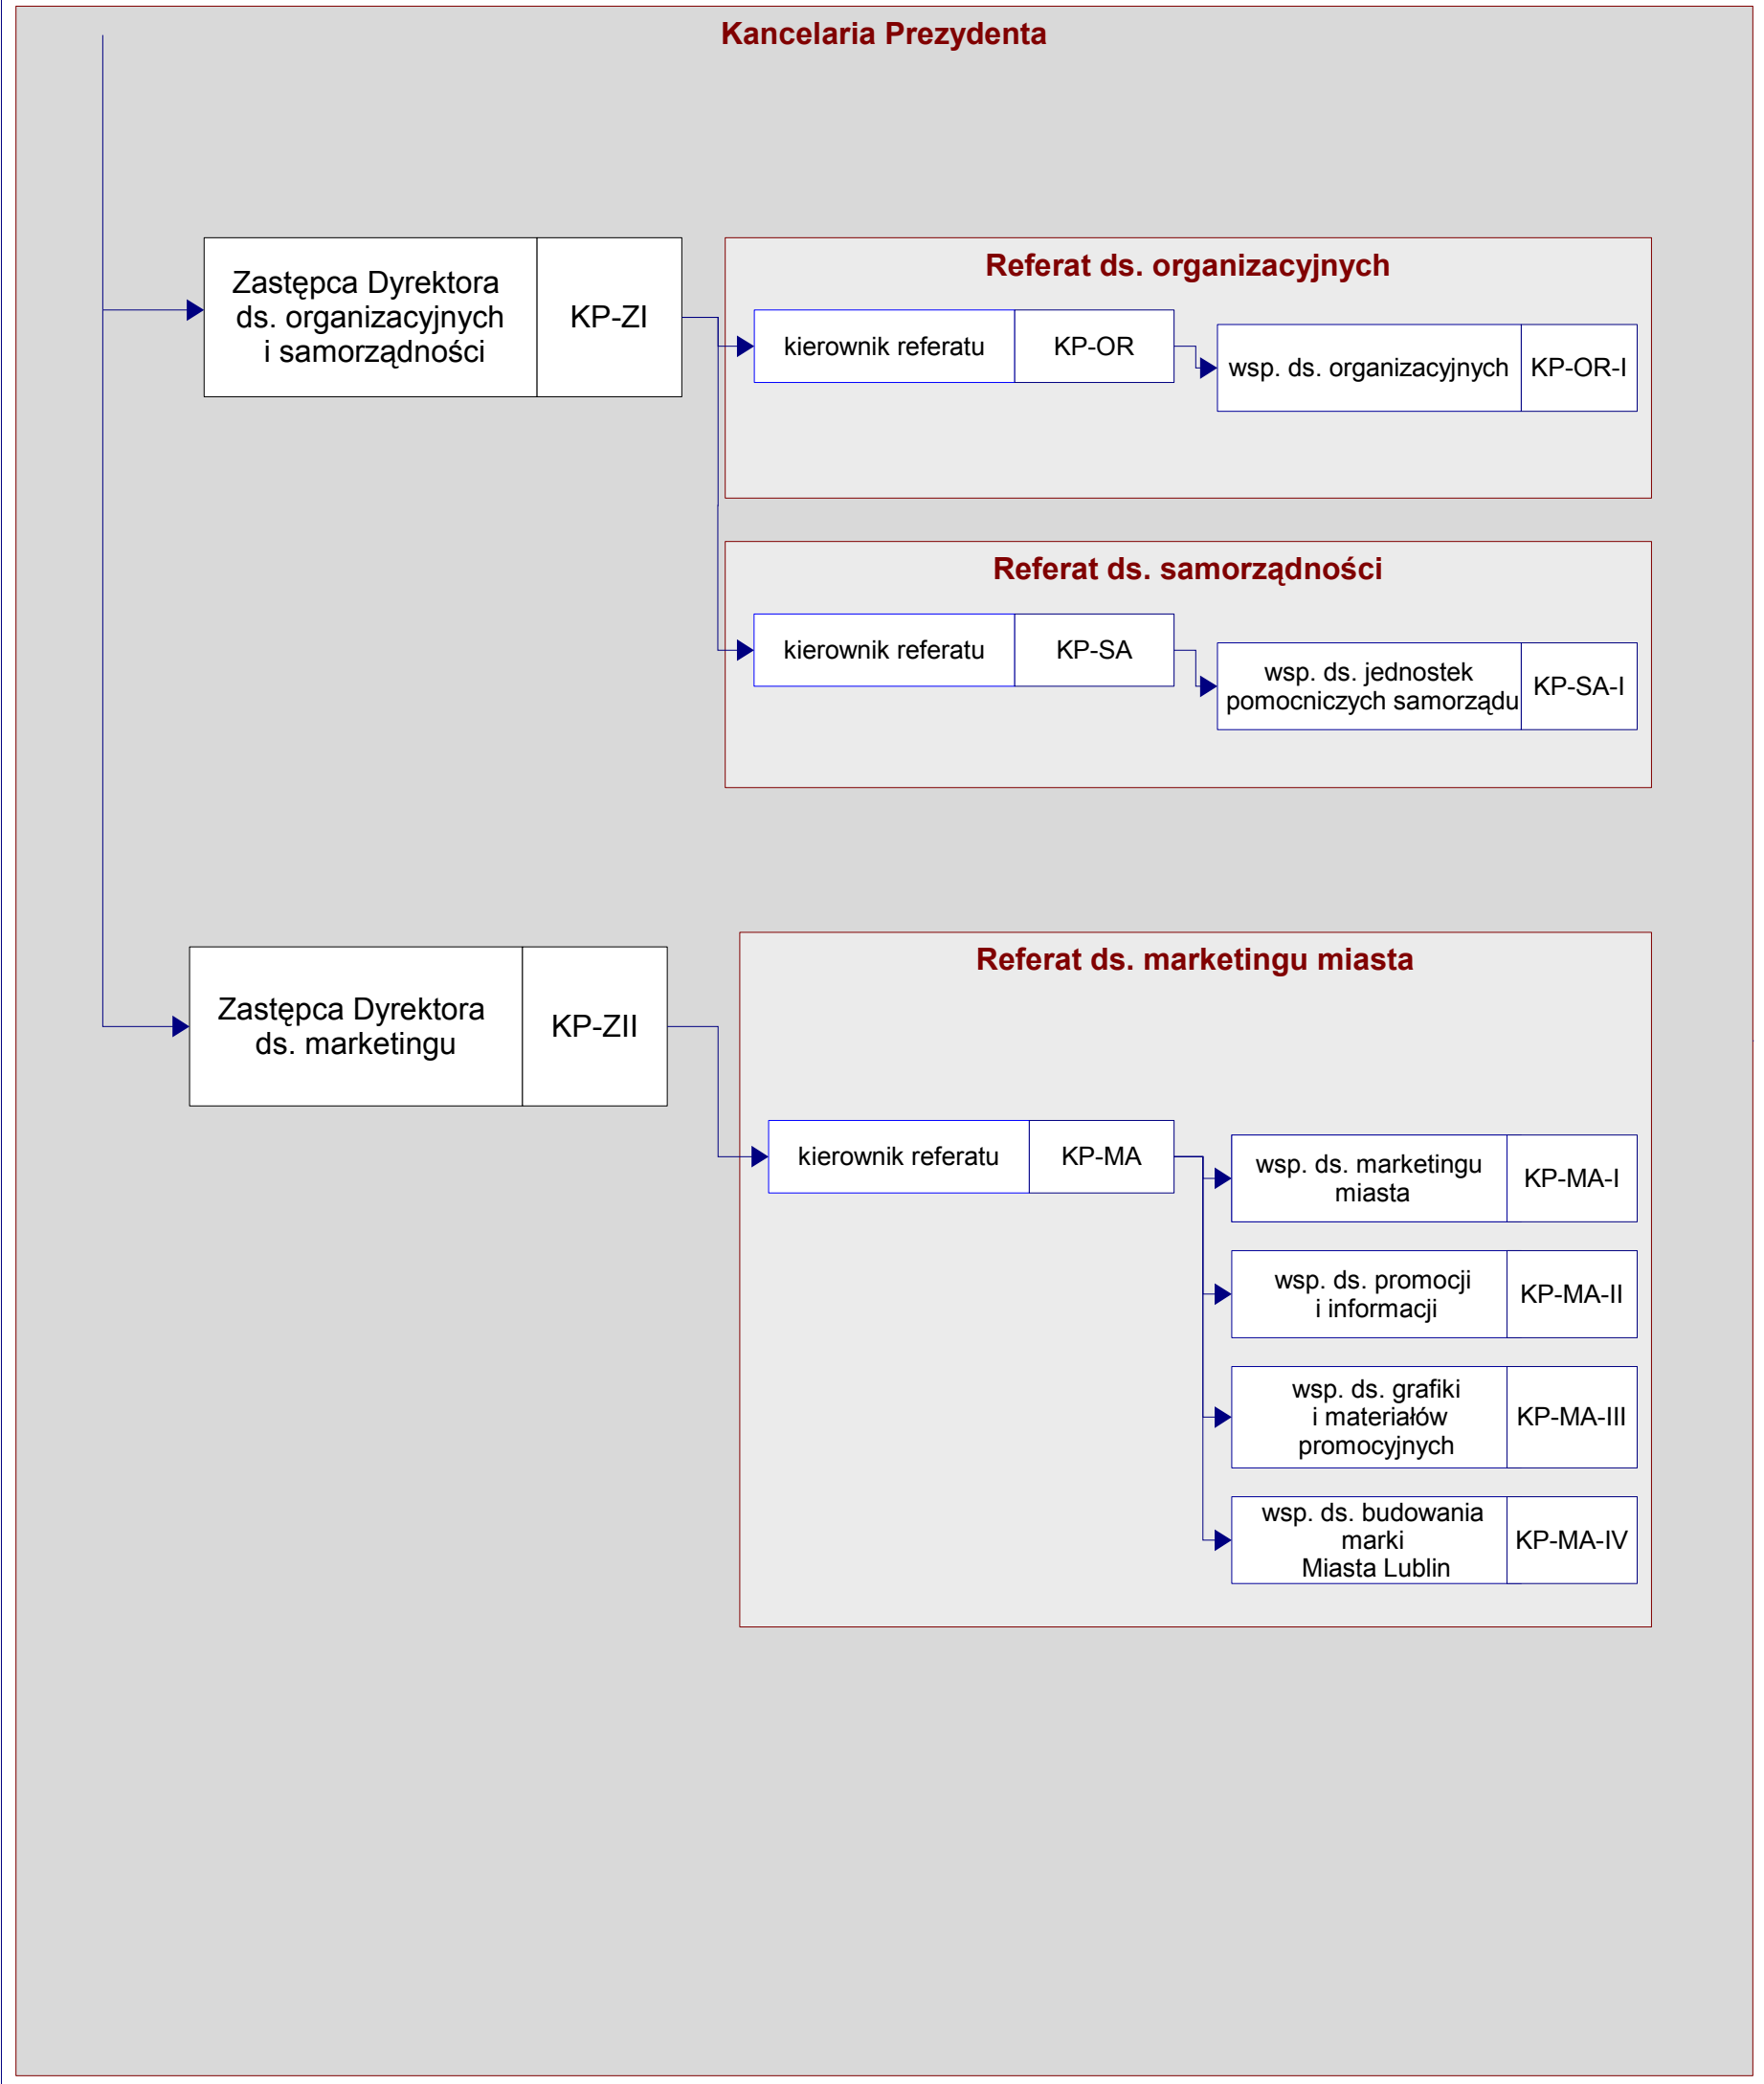 Kancelaria Prezydenta
Zastępca Dyrektora
ds. organizacyjnych
i samorządności
KP-ZI
Referat ds. organizacyjnych
kierownik referatu
KP-OR
wsp. ds. organizacyjnych
KP-OR-I
Referat ds. samorządności
kierownik referatu
KP-SA
wsp. ds. jednostek
pomocniczych samorządu
KP-SA-I
Zastępca Dyrektora
ds. marketingu
KP-ZII
Referat ds. marketingu miasta
kierownik referatu
KP-MA
wsp. ds. marketingu
miasta
KP-MA-I
wsp. ds. promocji
i informacji
KP-MA-II
wsp. ds. grafiki
i materiałów
promocyjnych
KP-MA-III
wsp. ds. budowania
marki
Miasta Lublin
KP-MA-IV